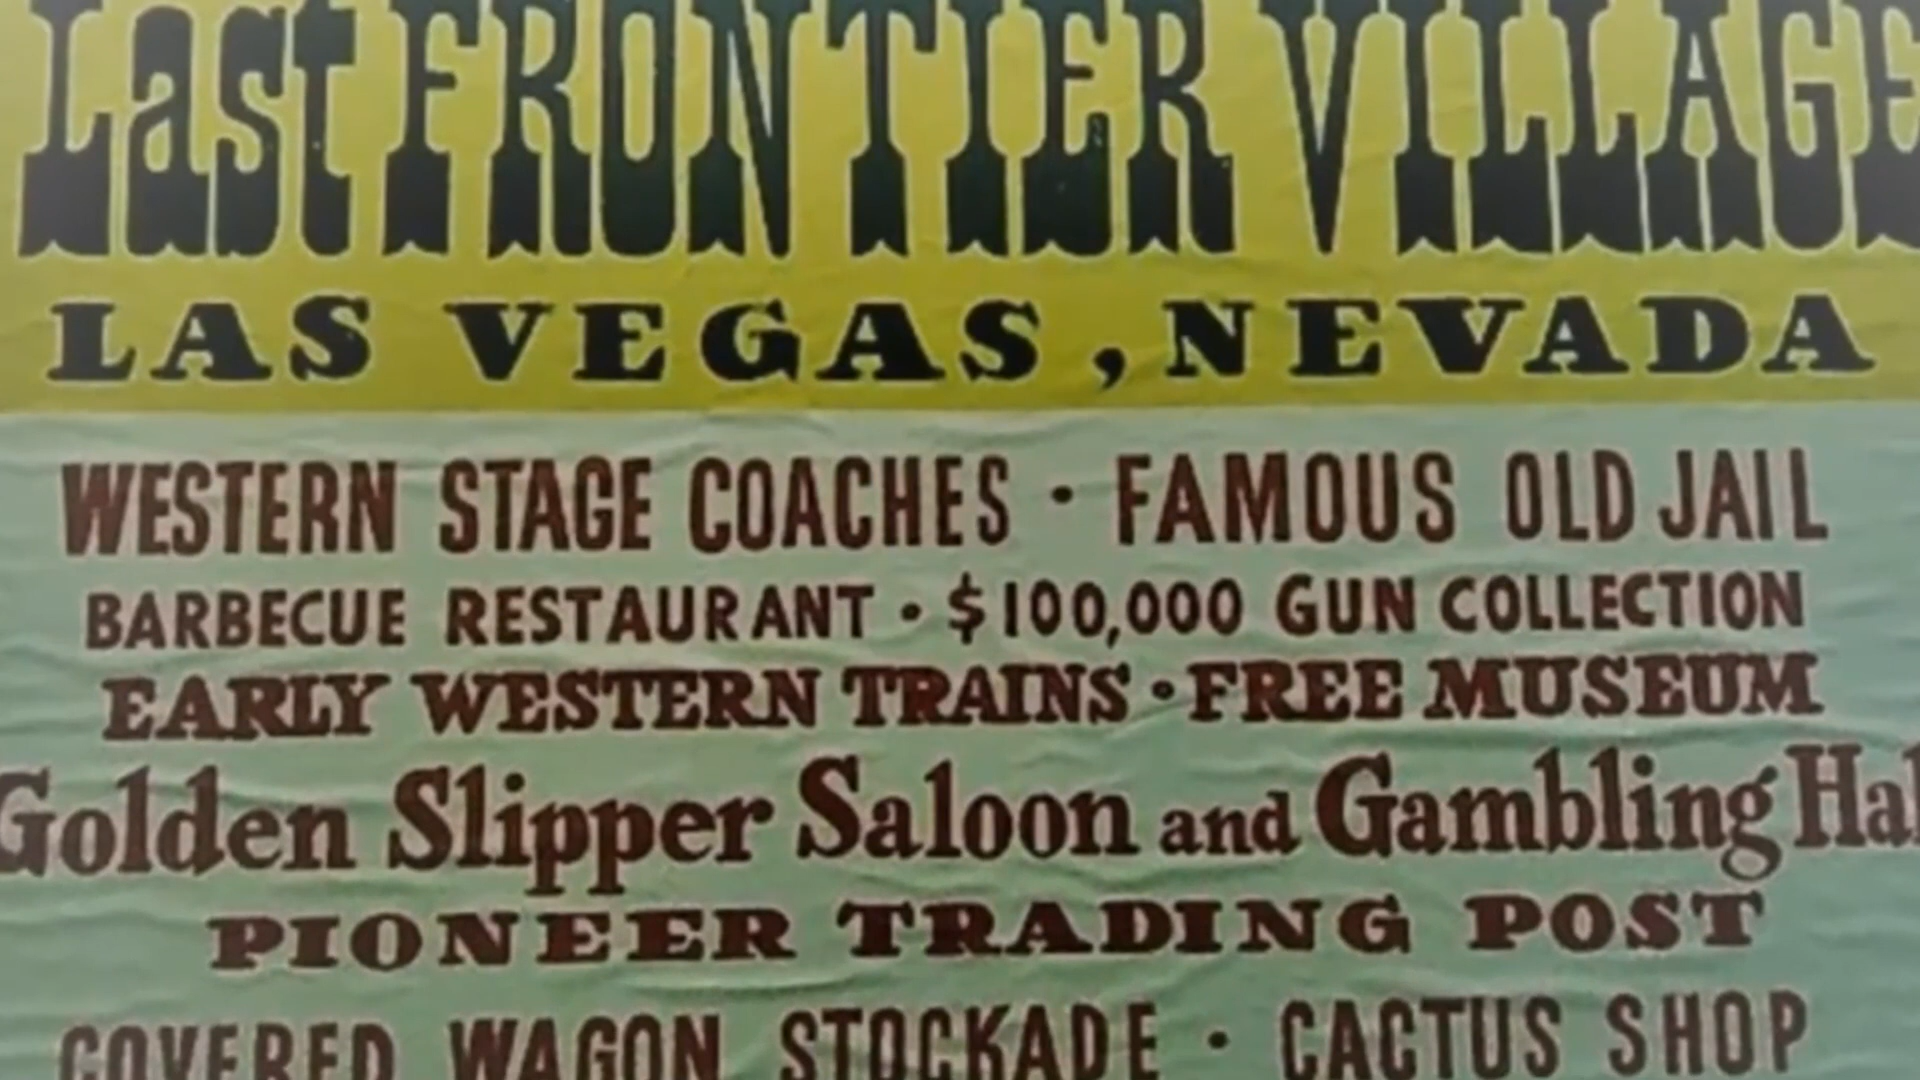 Last FRONTIER VILLAGE
LAS VEGAS, NEVADA
WESTERN STAGE COACHES • FAMOUS OLD JAIL
BARBECUE RESTAURANT • $100,000 GUN COLLECTION
EARLY WESTERN TRAINS • FREE MUSEUM
Golden Slipper Saloon and Gambling Hal
PIONEER TRADING POST
COVERED WAGON STOCKADE • CACTUS SHOP